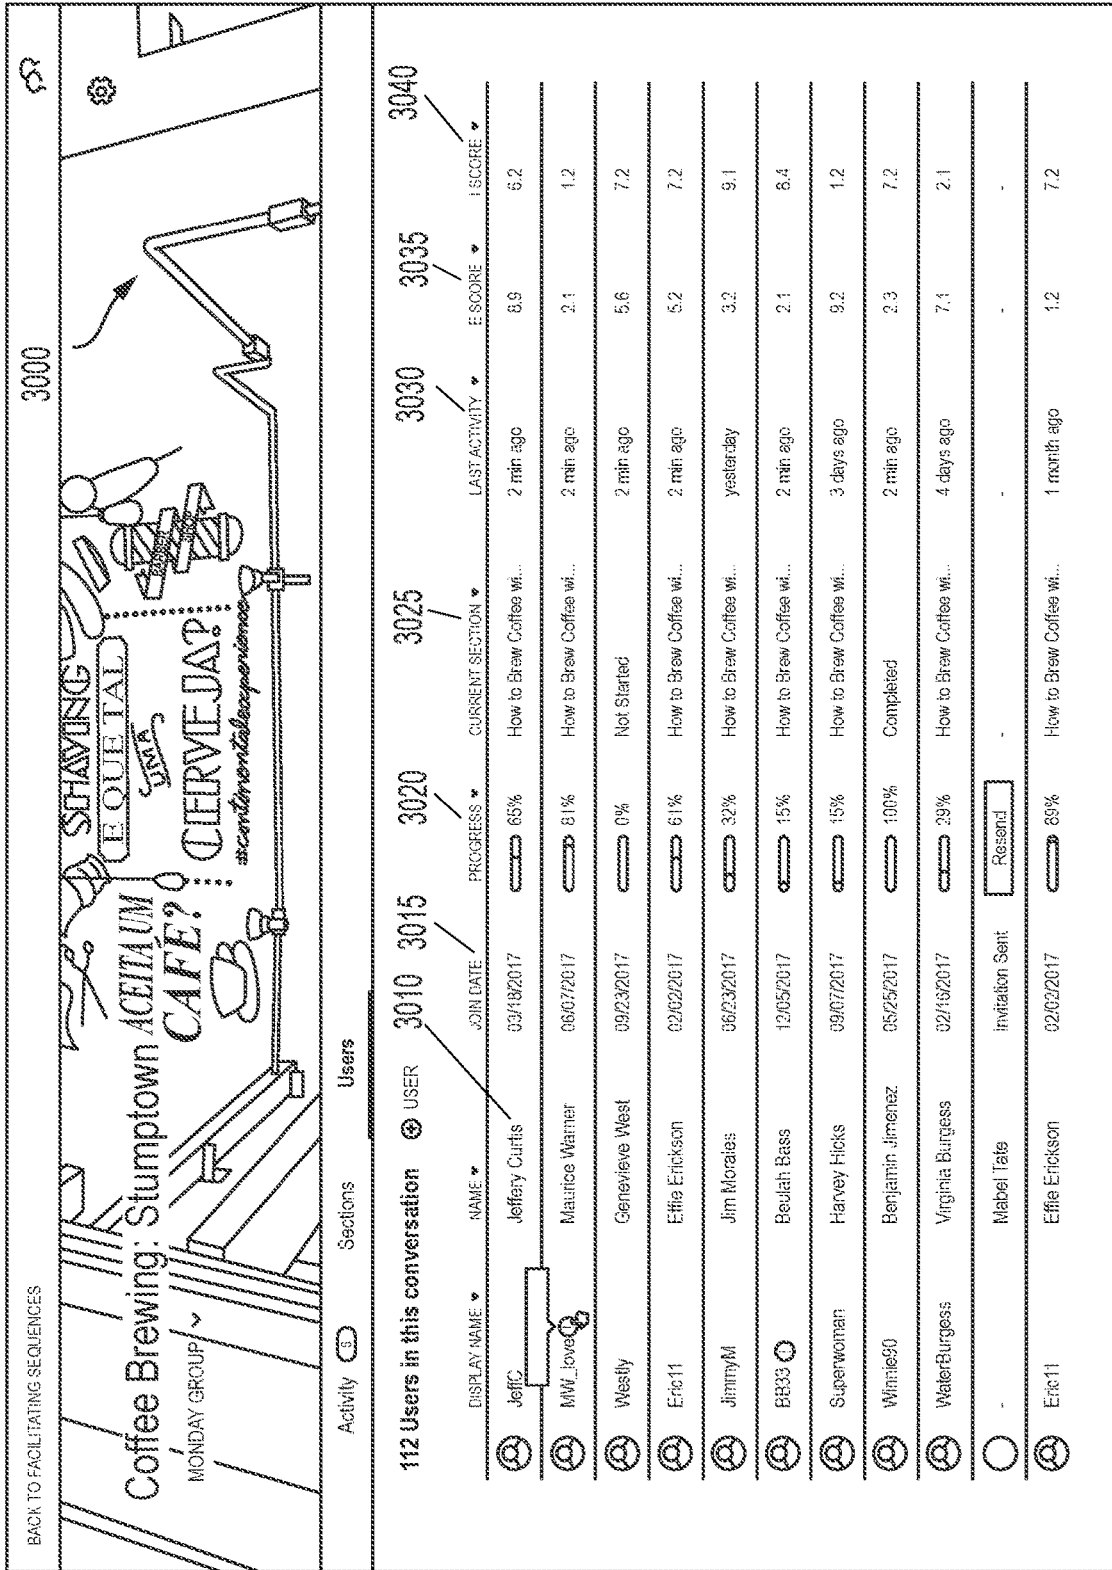 BACK TO FACILITATING SEQUENCES
3000
Coffee Brewing: Stumptown
MONDAY GROUP
ACEITA UM
CAFE?
SHAVING
E QUE TAL
UMA
CERVEJA?
#continentalexperience
Activity
Sections
Users
112 Users in this conversation
USER
3010
3015
3020
3025
3030
3035
3040
DISPLAY NAME NAME JOIN DATE PROGRESS CURRENT SECTION LAST ACTIVITY E SCORE I SCORE
JeffC Jeffery Curtis 03/18/2017 65% How to Brew Coffee wi... 2 min ago 8.9 6.2
MW_love Maurice Warner 06/07/2017 81% How to Brew Coffee wi... 2 min ago 2.1 1.2
Westly Genevieve West 09/23/2017 0% Not Started 2 min ago 5.6 7.2
Eric11 Effie Erickson 02/02/2017 61% How to Brew Coffee wi... 2 min ago 5.2 7.2
JimmyM Jim Morales 06/23/2017 32% How to Brew Coffee wi... yesterday 3.2 9.1
BB33 Beulah Bass 12/05/2017 15% How to Brew Coffee wi... 2 min ago 2.1 8.4
Superwoman Harvey Hicks 09/07/2017 15% How to Brew Coffee wi... 3 days ago 9.2 1.2
Winnie90 Benjamin Jimenez 05/25/2017 100% Completed 2 min ago 2.3 7.2
WaterBurgess Virginia Burgess 02/16/2017 29% How to Brew Coffee wi... 4 days ago 7.1 2.1
- Mabel Tate Invitation Sent Resend - - - -
Eric11 Effie Erickson 02/02/2017 89% How to Brew Coffee wi... 1 month ago 1.2 7.2